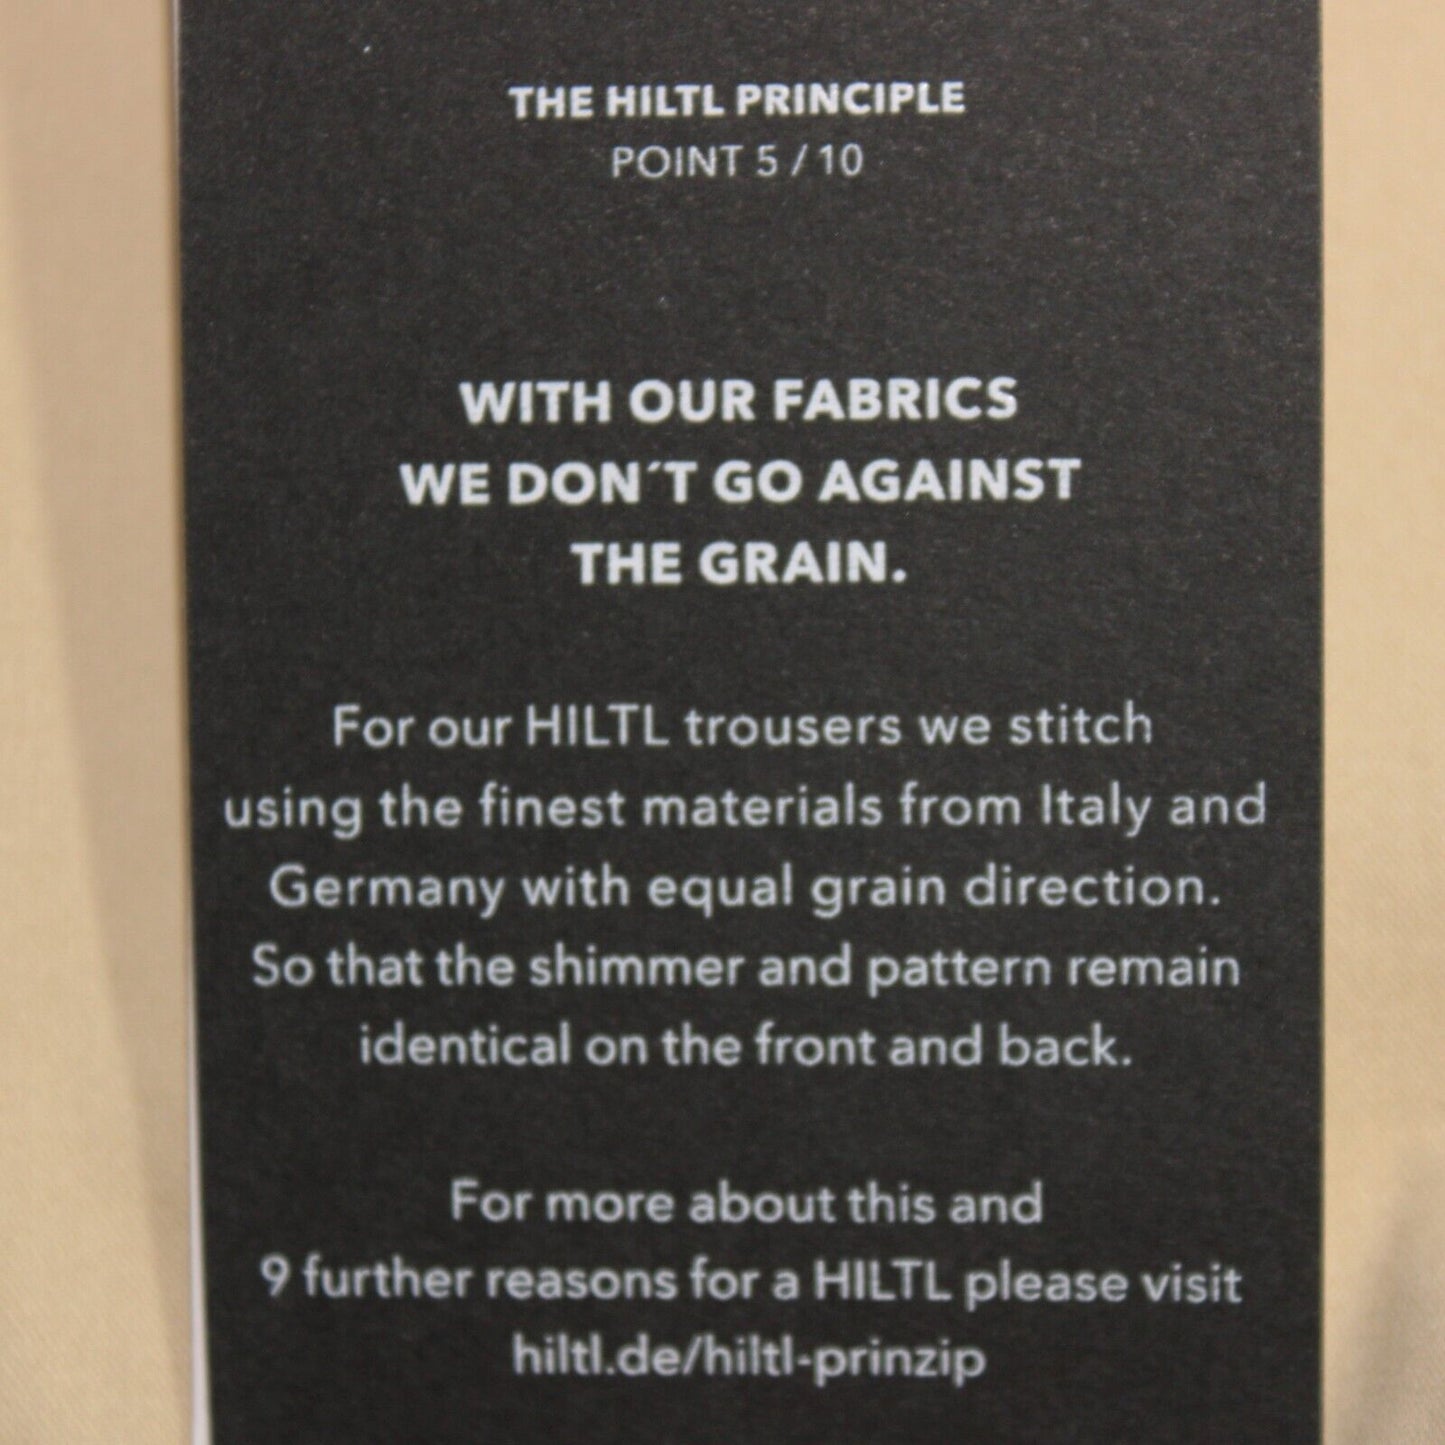 THE HILTL PRINCIPLE
POINT 5 / 10
WITH OUR FABRICS
WE DON´T GO AGAINST
THE GRAIN.
For our HILTL trousers we stitch
using the finest materials from Italy and
Germany with equal grain direction.
So that the shimmer and pattern remain
identical on the front and back.
For more about this and
9 further reasons for a HILTL please visit
hiltl.de/hiltl-prinzip